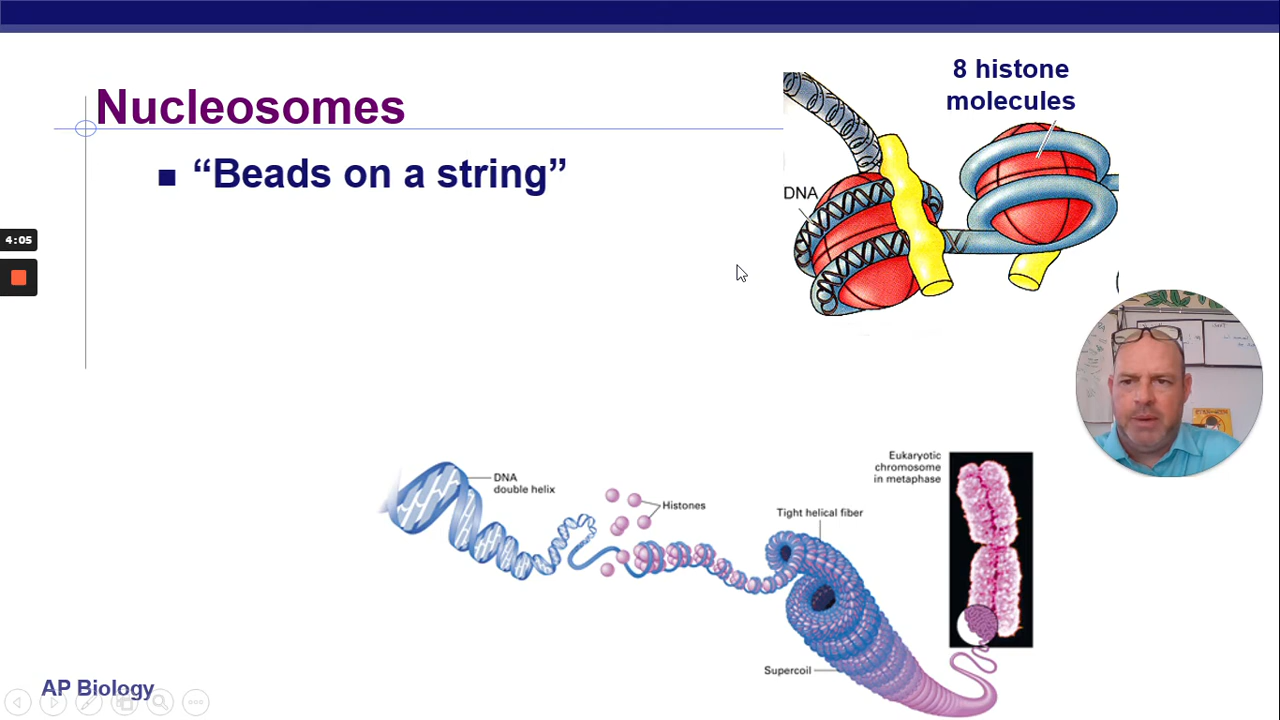 Nucleosomes
“Beads on a string”
8 histone
molecules
DNA
4:05
DNA
double helix
Histones
Tight helical fiber
Eukaryotic
chromosome
in metaphase
Supercoil
AP Biology